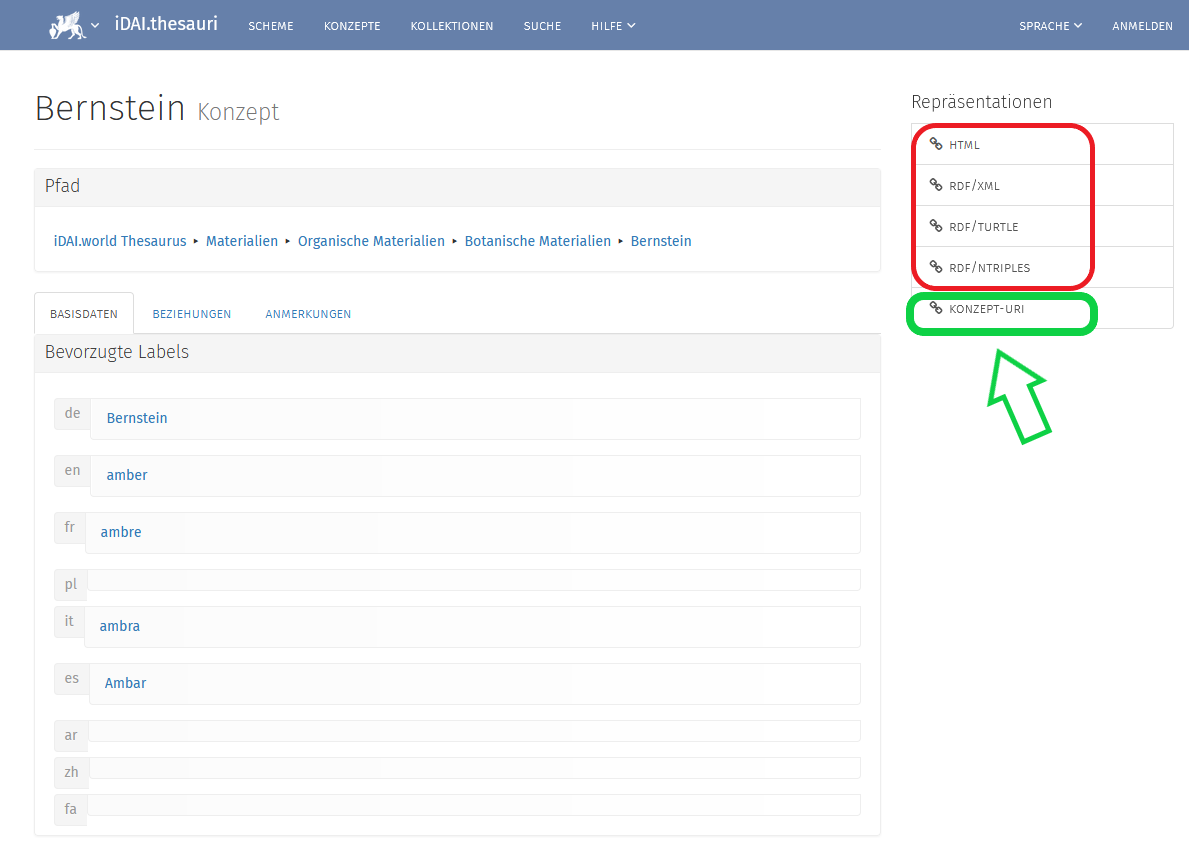 iDAI.thesauri SCHEME KONZEPTE KOLLEKTIONEN SUCHE HILFE SPRACHE ANMELDEN
Bernstein Konzept
Pfad
iDAI.world Thesaurus ▸ Materialien ▸ Organische Materialien ▸ Botanische Materialien ▸ Bernstein
BASISDATEN BEZIEHUNGEN ANMERKUNGEN
Bevorzugte Labels
de Bernstein
en amber
fr ambre
pl
it ambra
es Ambar
ar
zh
fa
Repräsentationen
HTML
RDF/XML
RDF/TURTLE
RDF/NTRIPLES
KONZEPT-URI